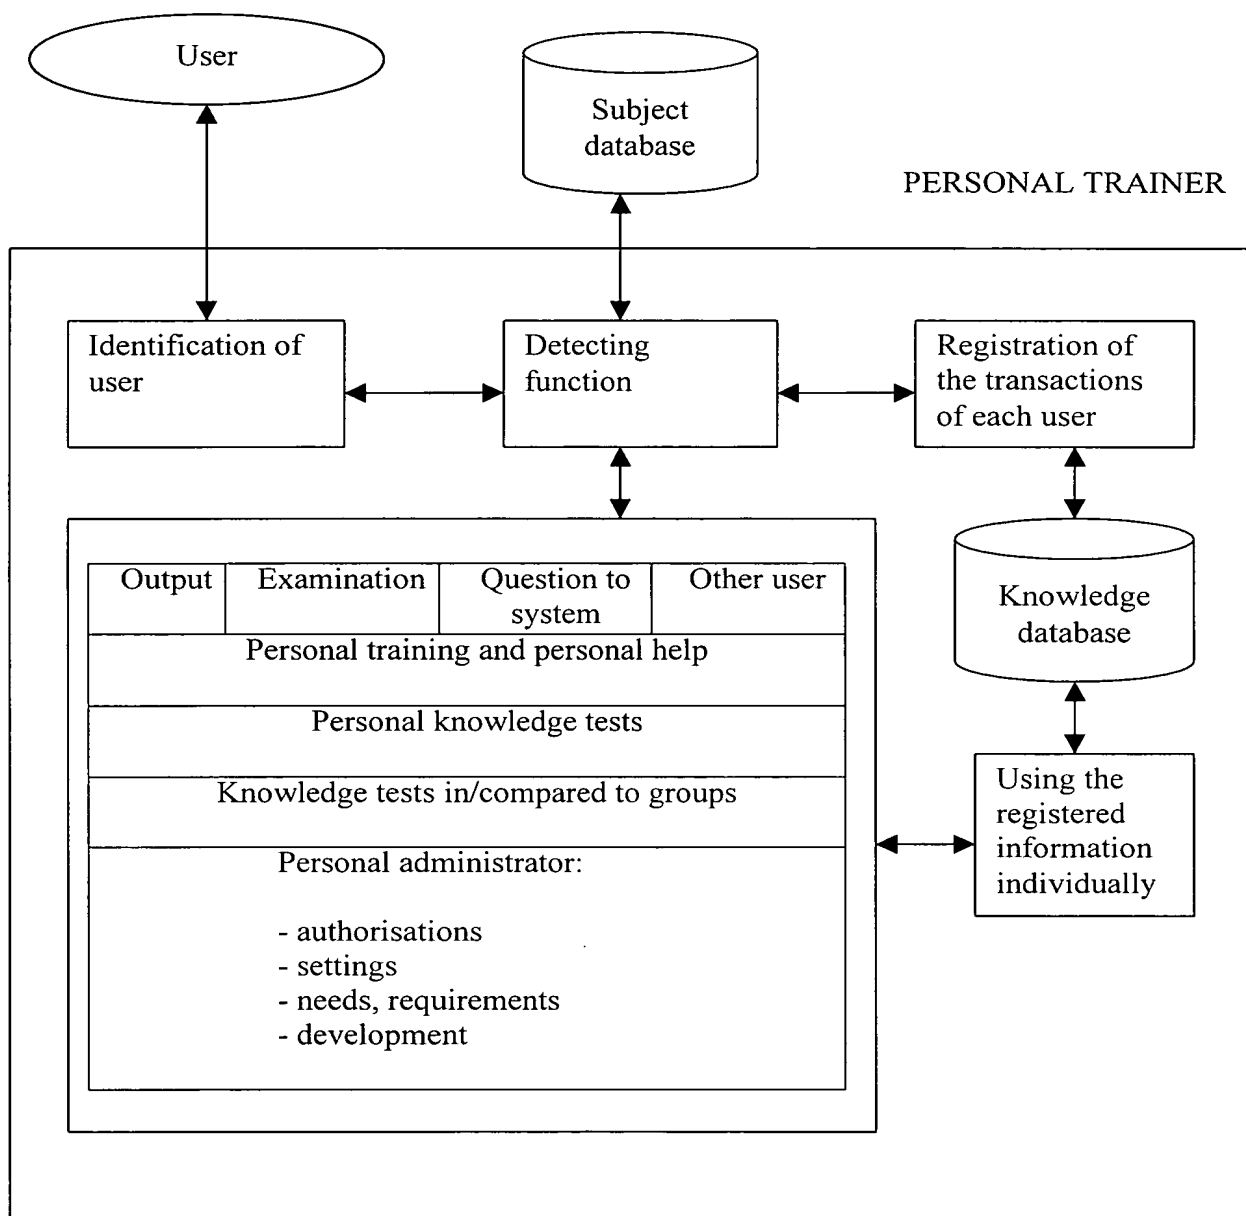 User
Subject
database
PERSONAL TRAINER
Identification of
user
Detecting
function
Registration of
the transactions
of each user
Output
Examination
Question to
system
Other user
Personal training and personal help
Personal knowledge tests
Knowledge tests in/compared to groups
Personal administrator:
- authorisations
- settings
- needs, requirements
- development
Knowledge
database
Using the
registered
information
individually